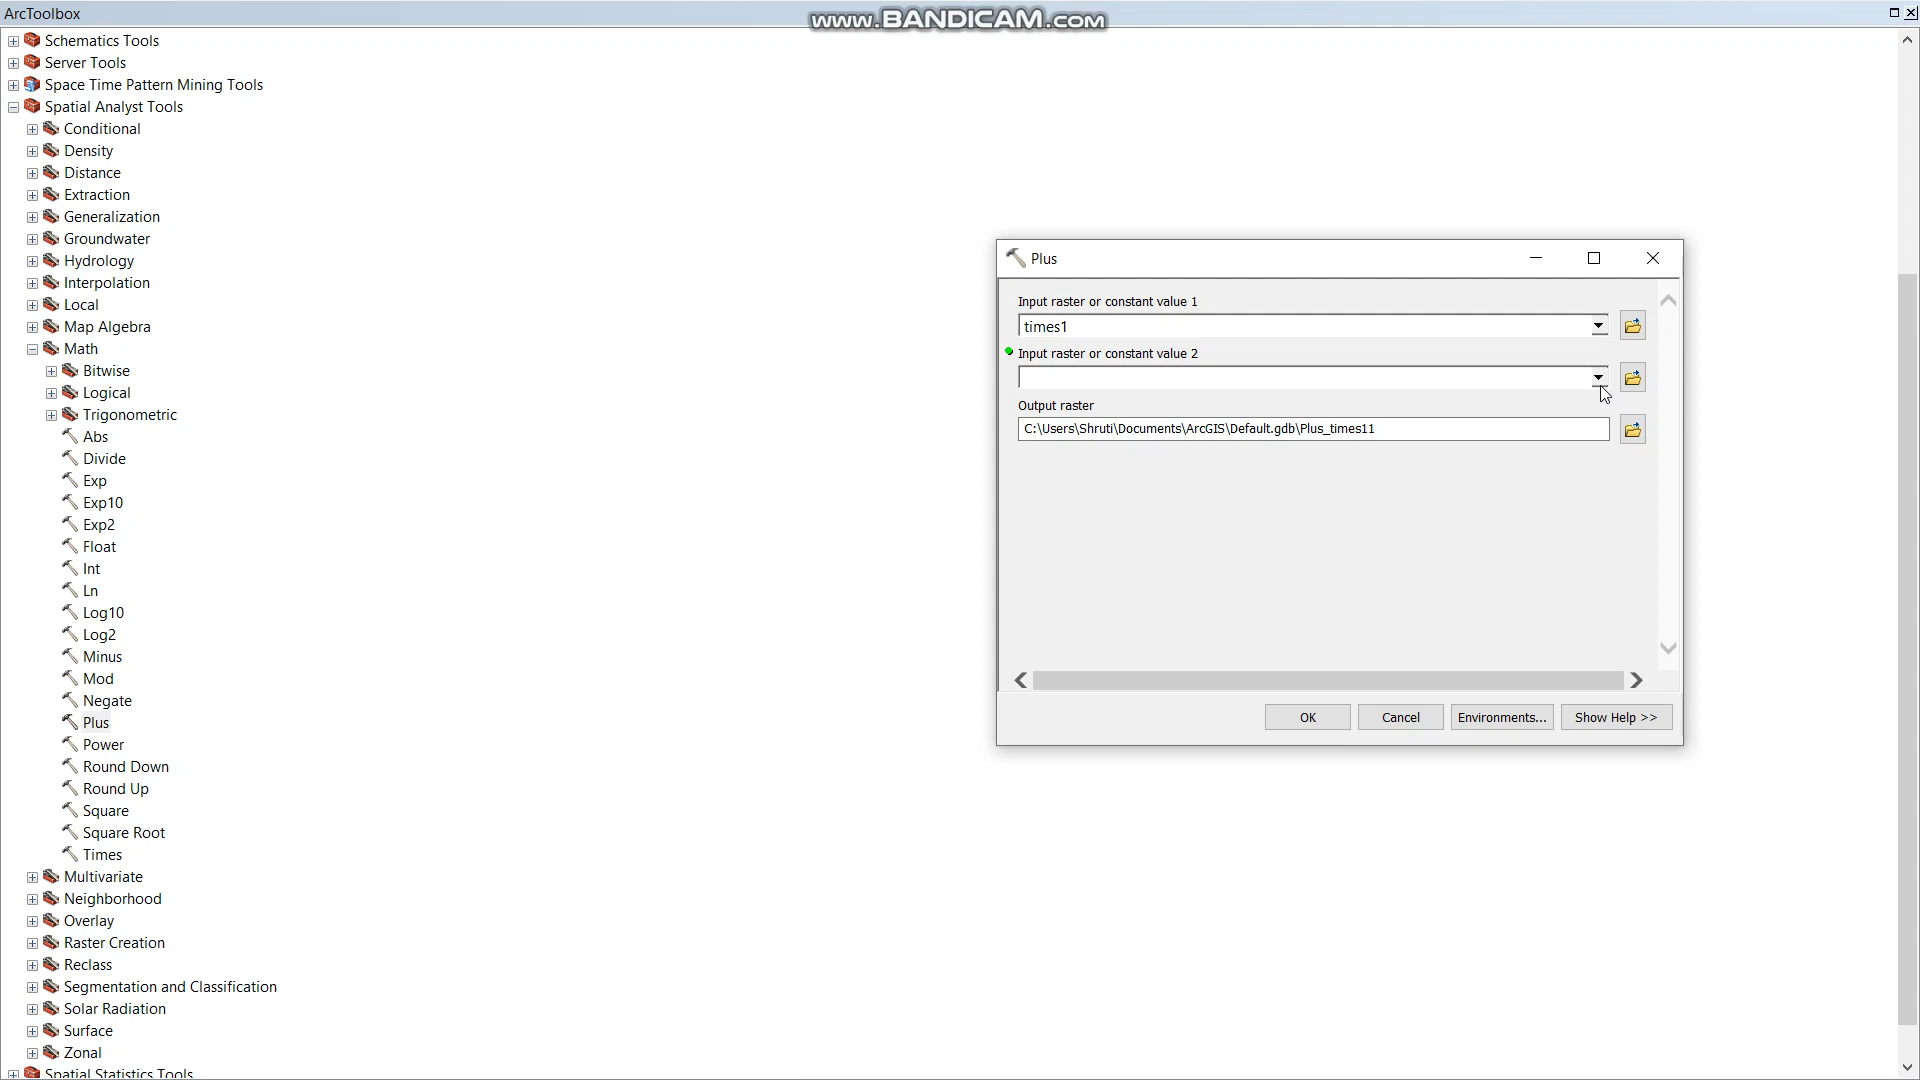 ArcToolbox
www.BANDICAM.com
Schematics Tools
Server Tools
Space Time Pattern Mining Tools
Spatial Analyst Tools
Conditional
Density
Distance
Extraction
Generalization
Groundwater
Hydrology
Interpolation
Local
Map Algebra
Math
Bitwise
Logical
Trigonometric
Abs
Divide
Exp
Exp10
Exp2
Float
Int
Ln
Log10
Log2
Minus
Mod
Negate
Plus
Power
Round Down
Round Up
Square
Square Root
Times
Multivariate
Neighborhood
Overlay
Raster Creation
Reclass
Segmentation and Classification
Solar Radiation
Surface
Zonal
Spatial Statistics Tools
Plus
Input raster or constant value 1
times1
Input raster or constant value 2
Output raster
C:\Users\Shruti\Documents\ArcGIS\Default.gdb\Plus_times11
OK
Cancel
Environments...
Show Help >>